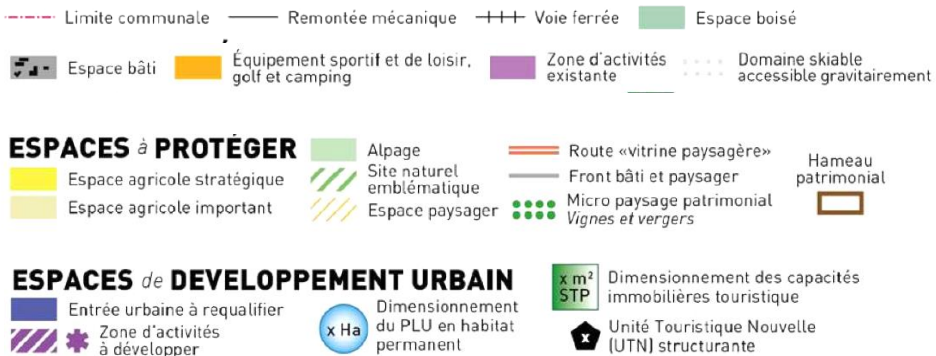 Limite communale
Remontée mécanique
Voie ferrée
Espace boisé
Espace bâti
Équipement sportif et de loisir,
golf et camping
Zone d'activités
existante
Domaine skiable
accessible gravitairement
ESPACES à PROTÉGER
Espace agricole stratégique
Espace agricole important
Alpage
Site naturel
emblématique
Espace paysager
Route «vitrine paysagère»
Front bâti et paysager
Micro paysage patrimonial
Vignes et vergers
Hameau
patrimonial
ESPACES de DEVELOPPEMENT URBAIN
Entrée urbaine à requalifier
Zone d'activités
à développer
x Ha
Dimensionnement
du PLU en habitat
permanent
x m²
STP
Dimensionnement des capacités
immobilières touristique
x
Unité Touristique Nouvelle
(UTN) structurante